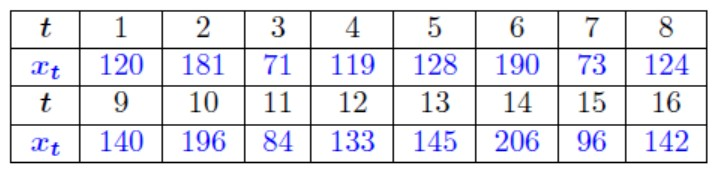 t 1 2 3 4 5 6 7 8
x_t 120 181 71 119 128 190 73 124
t 9 10 11 12 13 14 15 16
x_t 140 196 84 133 145 206 96 142